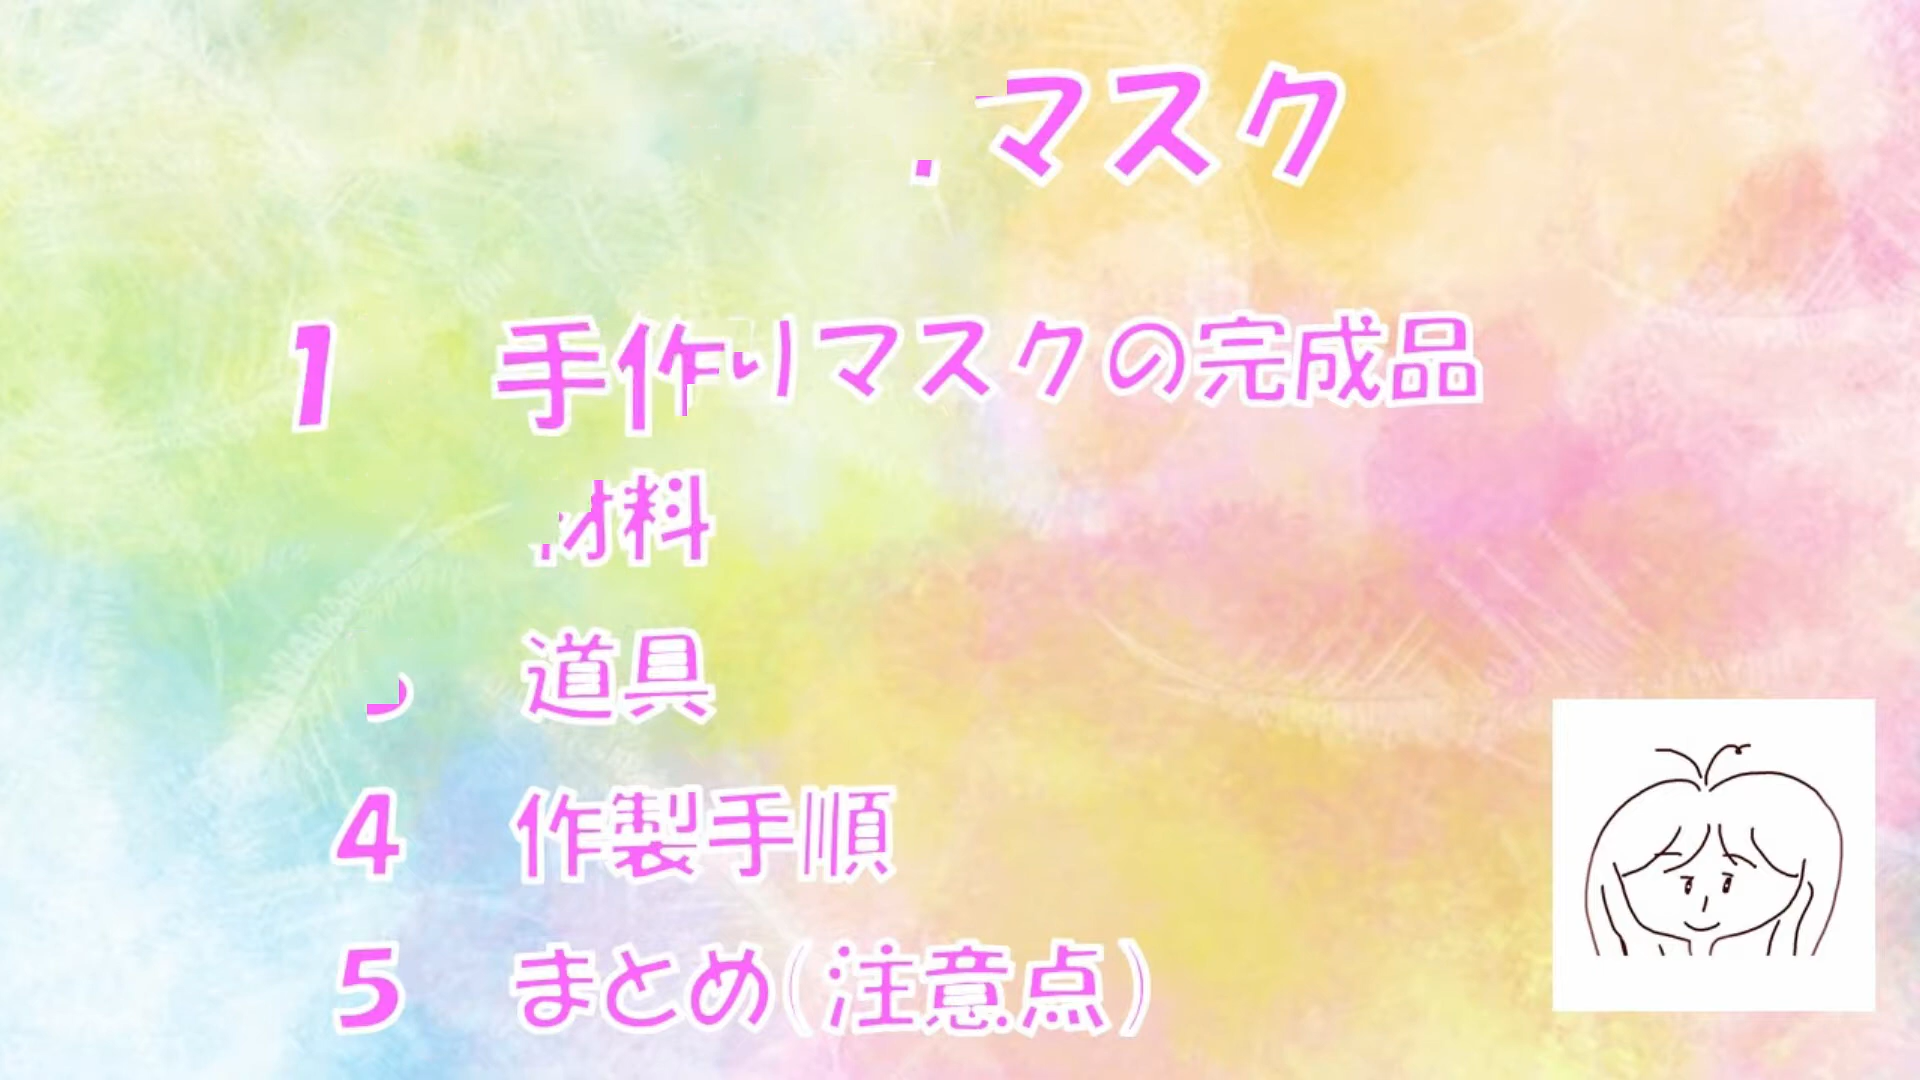 マスク
1 手作りマスクの完成品
材料
道具
4 作製手順
5 まとめ(注意点)